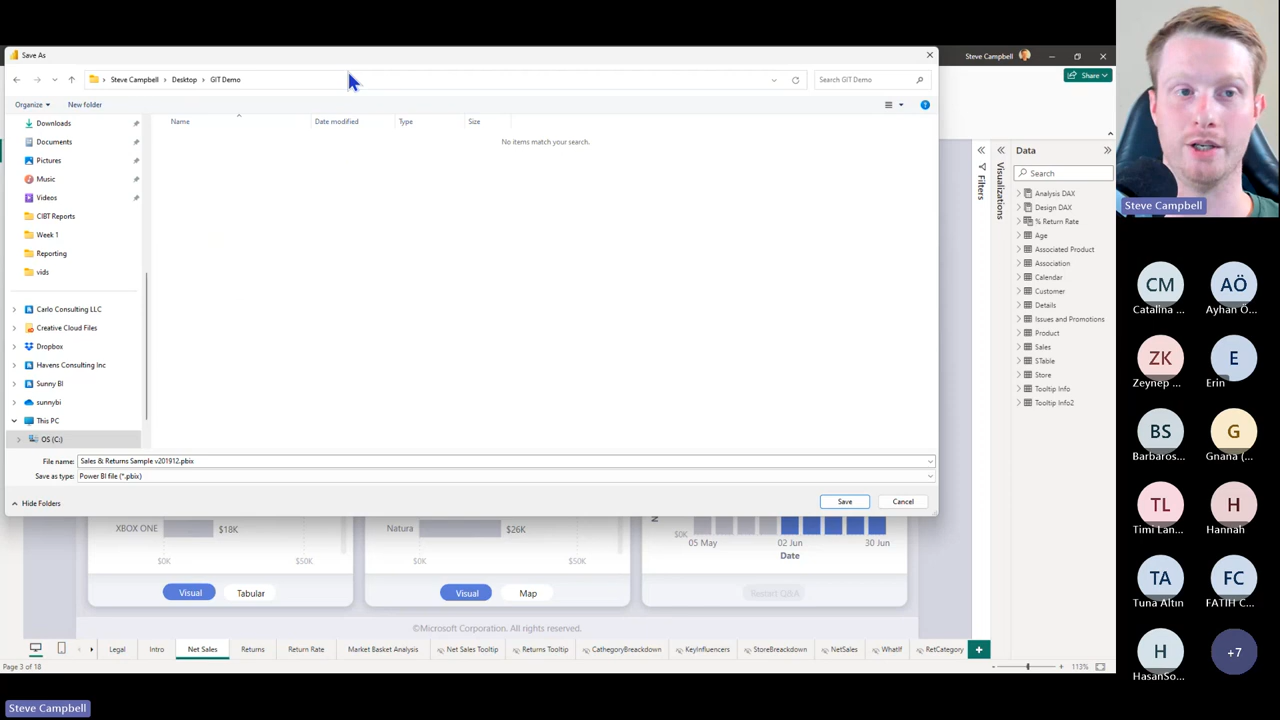 Save As
Steve Campbell
Share
Steve Campbell
Desktop
GIT Demo
Search GIT Demo
Organize
New folder
Name
Date modified
Type
Size
No items match your search.
Downloads
Documents
Pictures
Music
Videos
CIBT Reports
Week 1
Reporting
vids
Carlo Consulting LLC
Creative Cloud Files
Dropbox
Havens Consulting Inc
Sunny BI
sunnybi
This PC
OS (C:)
File name: Sales & Returns Sample v201912.pbix
Save as type: Power BI file (*.pbix)
Hide Folders
Save
Cancel
Filters
Visualizations
Data
Search
Analysis DAX
Design DAX
% Return Rate
Age
Associated Product
Association
Calendar
Customer
Details
Issues and Promotions
Product
Sales
STable
Store
Tooltip Info
Tooltip Info2
XBOX ONE $18K
$0K $50K
Visual Tabular
Natura $26K
$0K $50K
Visual Map
$0K
05 May 02 Jun 30 Jun
Date
Restart Q&A
©Microsoft Corporation. All rights reserved.
Legal Intro Net Sales Returns Return Rate Market Basket Analysis Net Sales Tooltip Returns Tooltip CathegoryBreakdown KeyInfluencers StoreBreakdown NetSales WhatIf RetCategory
Page 3 of 18
113%
Steve Campbell
CM
Catalina ...
AÖ
Ayhan Ö...
ZK
Zeynep ...
E
Erin
BS
Barbaros...
G
Gnana (...
TL
Timi Lan...
H
Hannah
TA
Tuna Altın
FC
FATIH C...
H
HasanSo...
+7
Steve Campbell